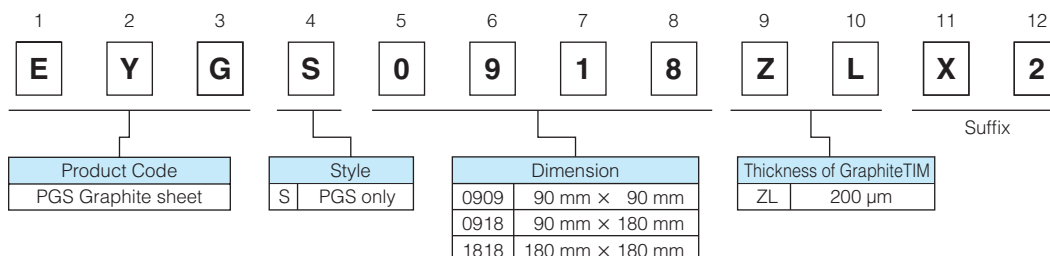 1 2 3 4 5 6 7 8 9 10 11 12
E Y G S 0 9 1 8 Z L X 2
Suffix
Product Code
PGS Graphite sheet
Style
S PGS only
Dimension
0909 90 mm × 90 mm
0918 90 mm × 180 mm
1818 180 mm × 180 mm
Thickness of GraphiteTIM
ZL 200 µm